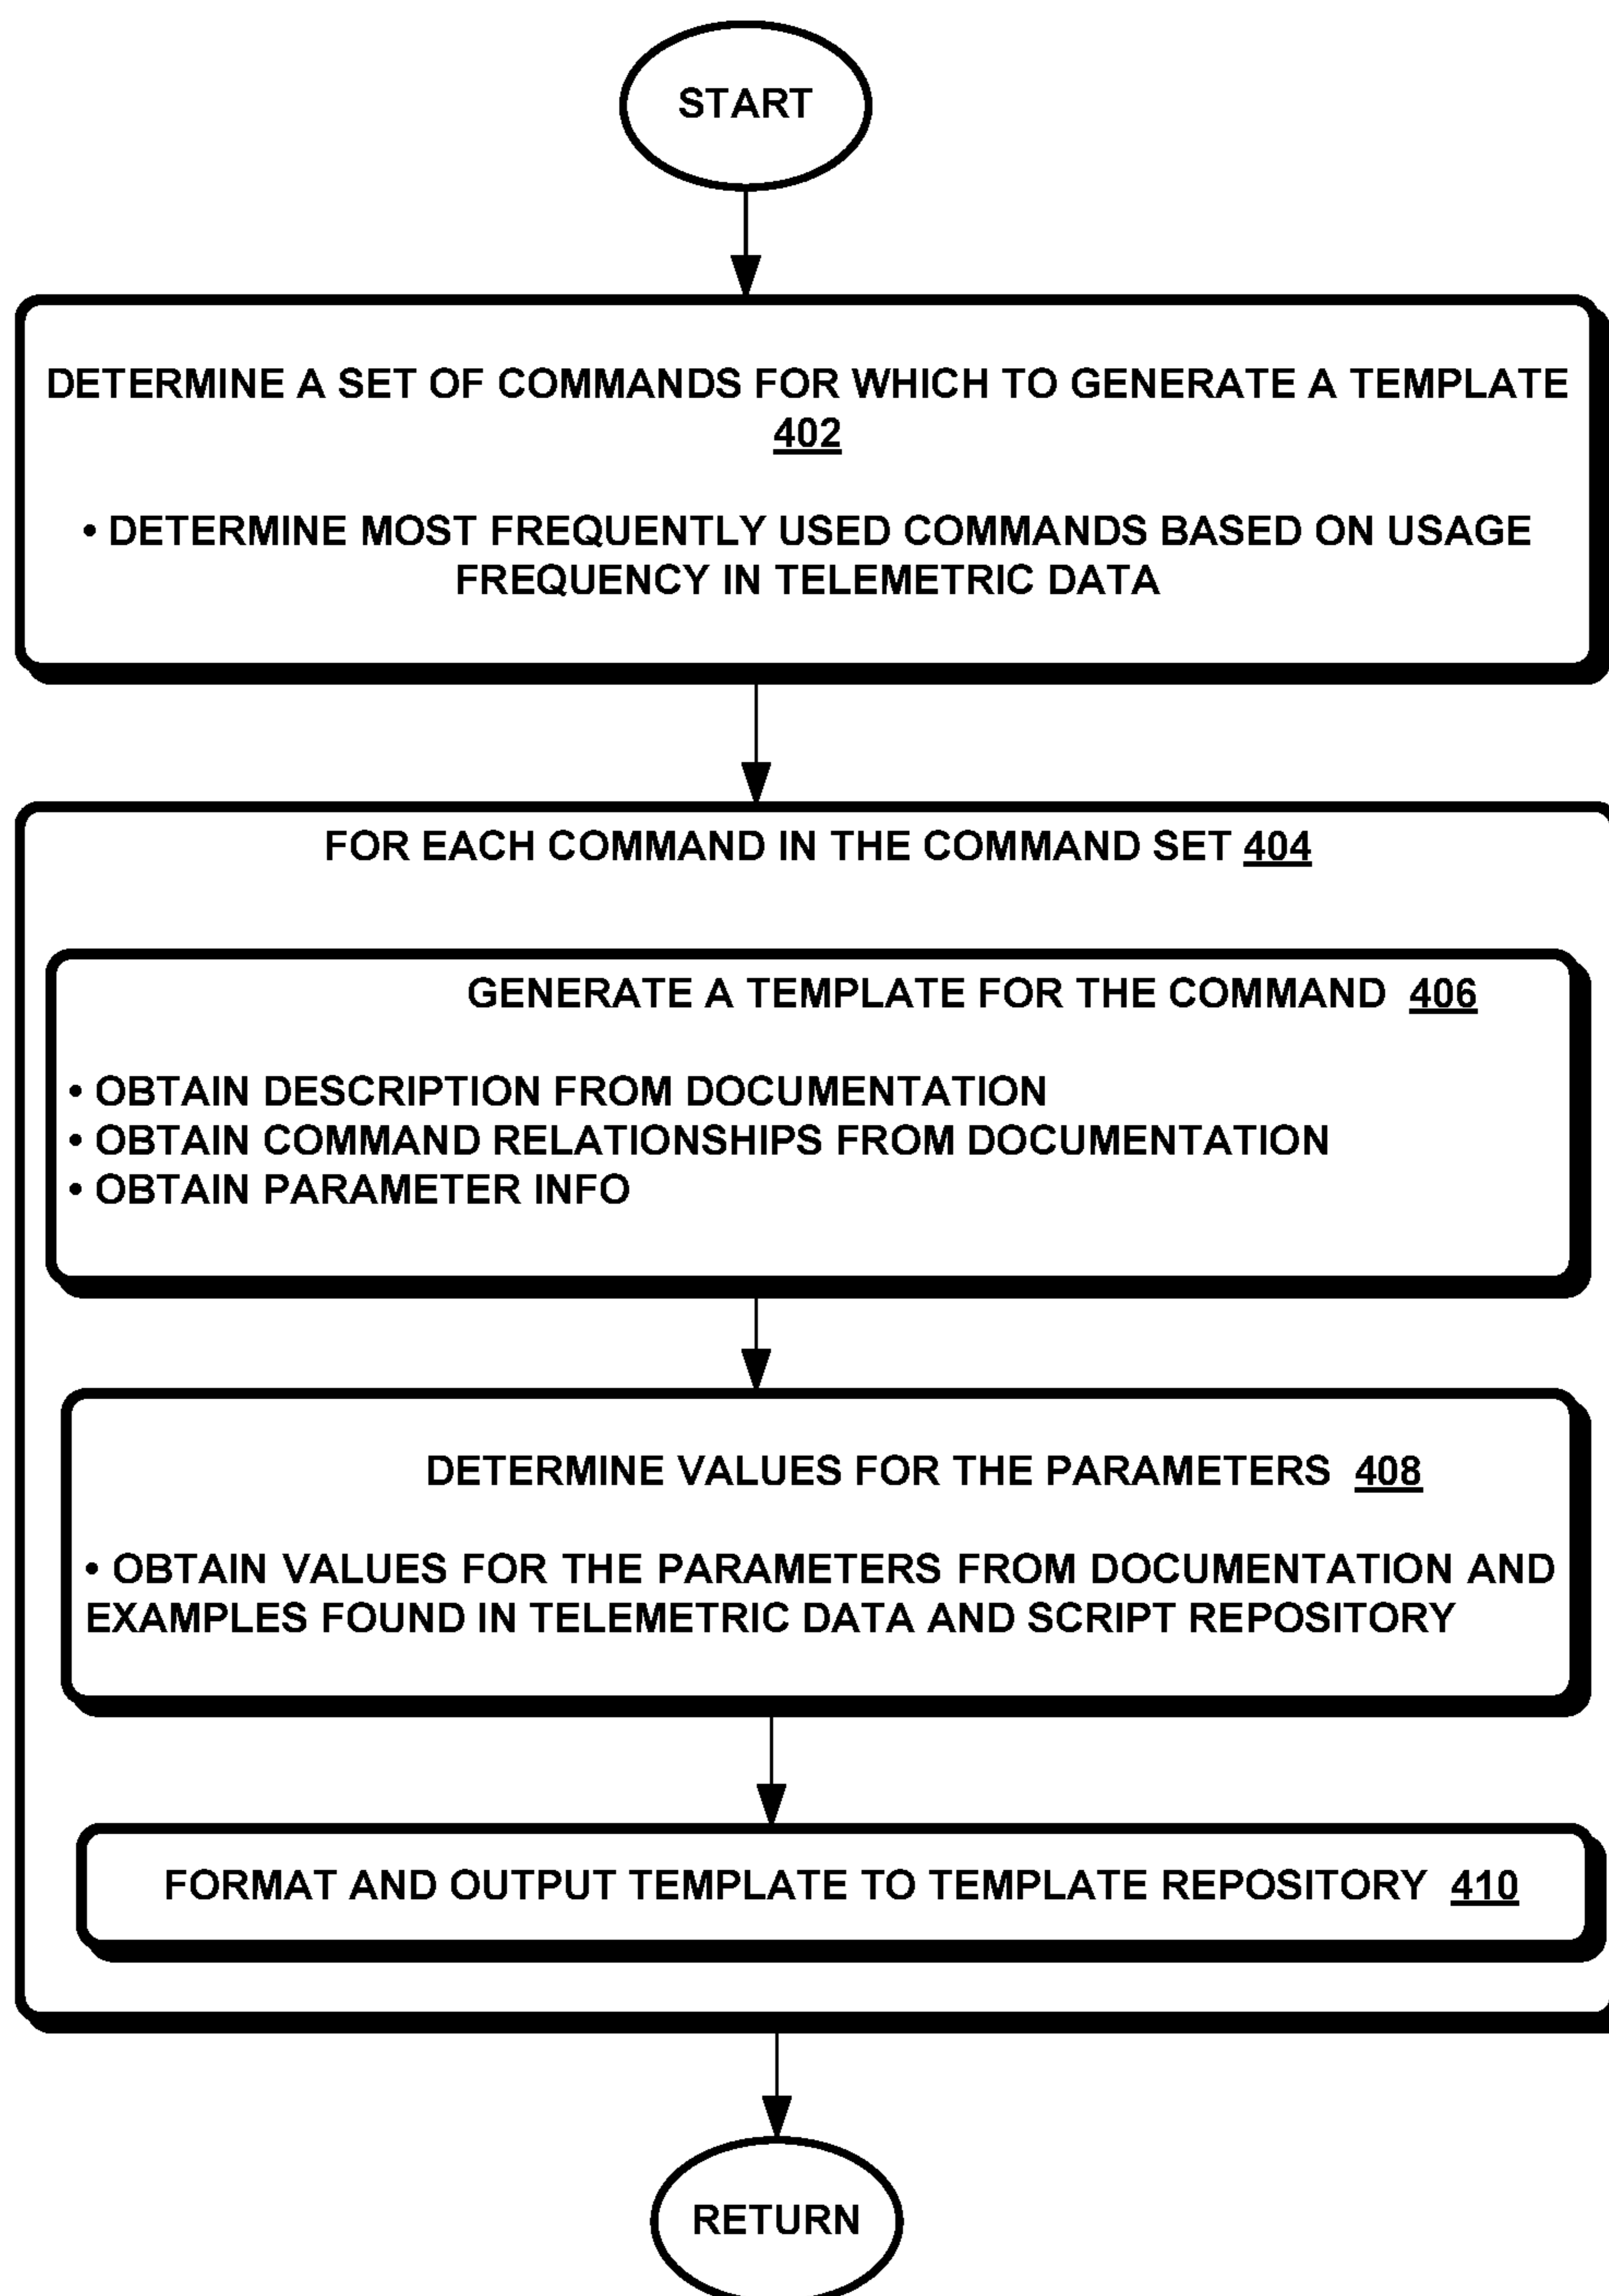 START
DETERMINE A SET OF COMMANDS FOR WHICH TO GENERATE A TEMPLATE
402
• DETERMINE MOST FREQUENTLY USED COMMANDS BASED ON USAGE
FREQUENCY IN TELEMETRIC DATA
FOR EACH COMMAND IN THE COMMAND SET 404
GENERATE A TEMPLATE FOR THE COMMAND 406
• OBTAIN DESCRIPTION FROM DOCUMENTATION
• OBTAIN COMMAND RELATIONSHIPS FROM DOCUMENTATION
• OBTAIN PARAMETER INFO
DETERMINE VALUES FOR THE PARAMETERS 408
• OBTAIN VALUES FOR THE PARAMETERS FROM DOCUMENTATION AND
EXAMPLES FOUND IN TELEMETRIC DATA AND SCRIPT REPOSITORY
FORMAT AND OUTPUT TEMPLATE TO TEMPLATE REPOSITORY 410
RETURN